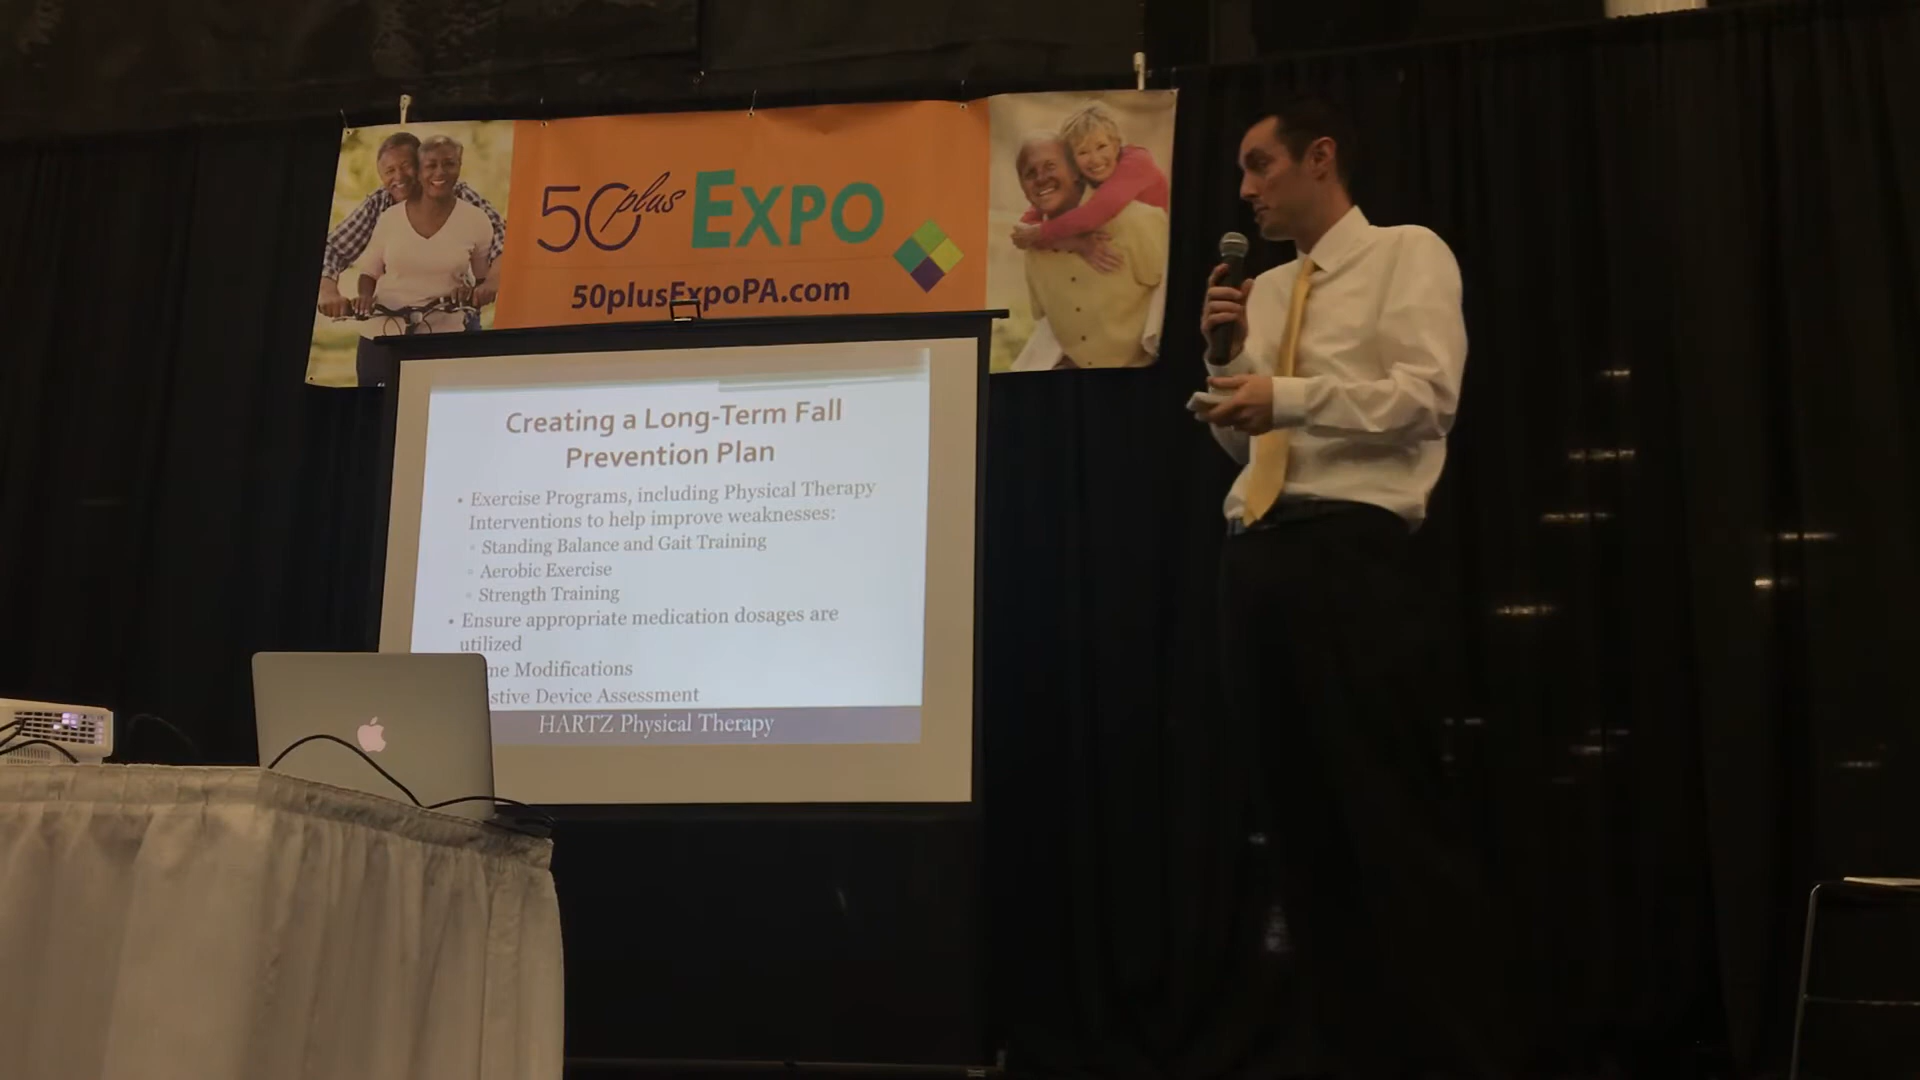 50 plus EXPO
50plusExpoPA.com
Creating a Long-Term Fall
Prevention Plan
• Exercise Programs, including Physical Therapy
Interventions to help improve weaknesses:
▫ Standing Balance and Gait Training
▫ Aerobic Exercise
▫ Strength Training
• Ensure appropriate medication dosages are
utilized
me Modifications
stive Device Assessment
HARTZ Physical Therapy